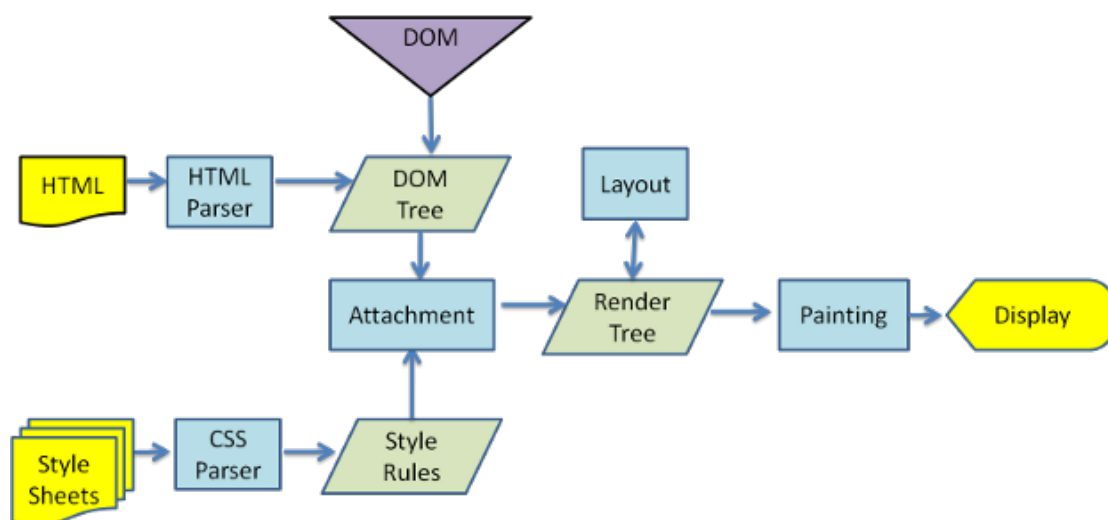 DOM
HTML
HTML
Parser
DOM
Tree
Layout
Attachment
Render
Tree
Painting
Display
Style
Sheets
CSS
Parser
Style
Rules